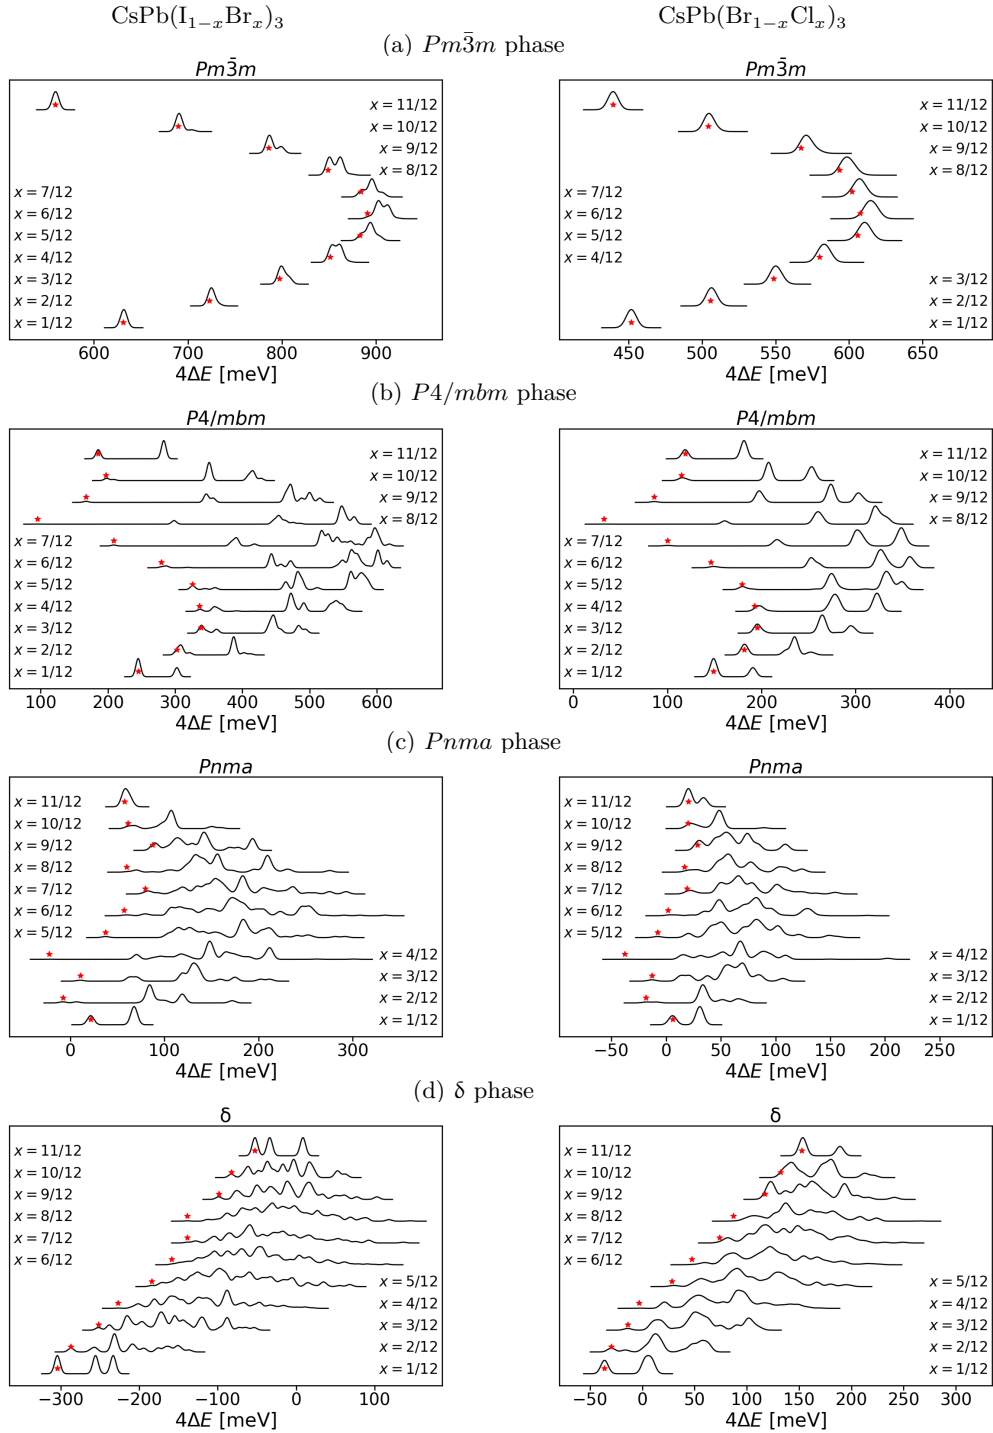 CsPb(I₁₋ₓBrₓ)₃ CsPb(Br₁₋ₓClₓ)₃
(a) Pm3̄m phase
Pm3̄m
x = 11/12
x = 10/12
x = 9/12
x = 8/12
x = 7/12
x = 6/12
x = 5/12
x = 4/12
x = 3/12
x = 2/12
x = 1/12
600 700 800 900
4ΔE [meV]
Pm3̄m
x = 11/12
x = 10/12
x = 9/12
x = 8/12
x = 7/12
x = 6/12
x = 5/12
x = 4/12
x = 3/12
x = 2/12
x = 1/12
450 500 550 600 650
4ΔE [meV]
(b) P4/mbm phase
P4/mbm
x = 11/12
x = 10/12
x = 9/12
x = 8/12
x = 7/12
x = 6/12
x = 5/12
x = 4/12
x = 3/12
x = 2/12
x = 1/12
100 200 300 400 500 600
4ΔE [meV]
P4/mbm
x = 11/12
x = 10/12
x = 9/12
x = 8/12
x = 7/12
x = 6/12
x = 5/12
x = 4/12
x = 3/12
x = 2/12
x = 1/12
0 100 200 300 400
4ΔE [meV]
(c) Pnma phase
Pnma
x = 11/12
x = 10/12
x = 9/12
x = 8/12
x = 7/12
x = 6/12
x = 5/12
x = 4/12
x = 3/12
x = 2/12
x = 1/12
0 100 200 300
4ΔE [meV]
Pnma
x = 11/12
x = 10/12
x = 9/12
x = 8/12
x = 7/12
x = 6/12
x = 5/12
x = 4/12
x = 3/12
x = 2/12
x = 1/12
−50 0 50 100 150 200 250
4ΔE [meV]
(d) δ phase
δ
x = 11/12
x = 10/12
x = 9/12
x = 8/12
x = 7/12
x = 6/12
x = 5/12
x = 4/12
x = 3/12
x = 2/12
x = 1/12
−300 −200 −100 0 100
4ΔE [meV]
δ
x = 11/12
x = 10/12
x = 9/12
x = 8/12
x = 7/12
x = 6/12
x = 5/12
x = 4/12
x = 3/12
x = 2/12
x = 1/12
−50 0 50 100 150 200 250 300
4ΔE [meV]